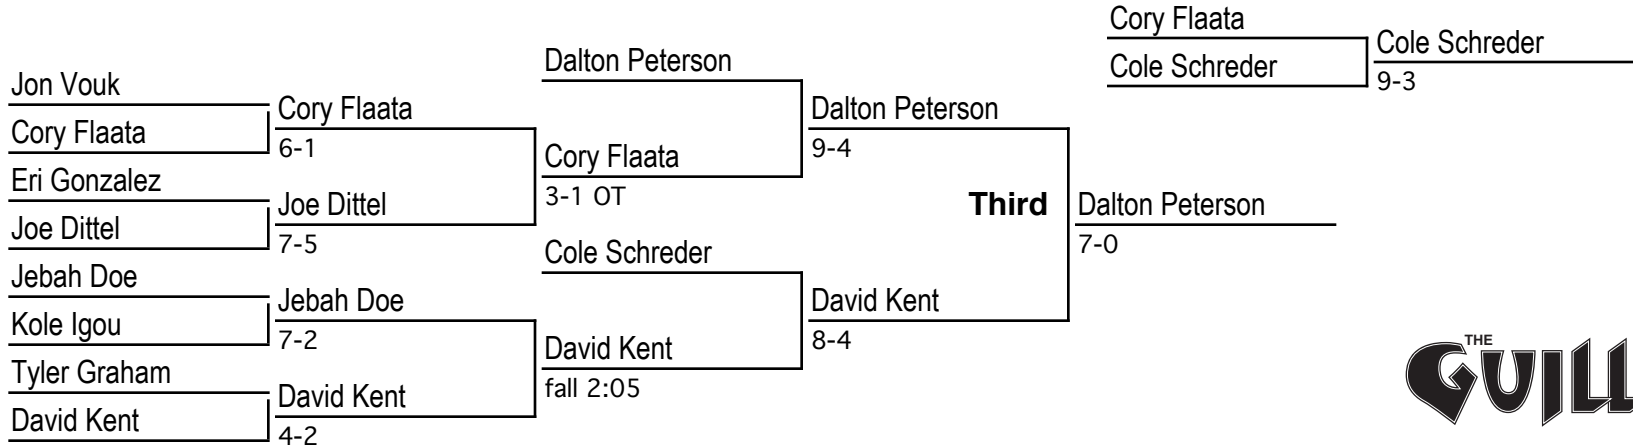 Jon Vouk
Cory Flaata
Eri Gonzalez
Joe Dittel
Jebah Doe
Kole Igou
Tyler Graham
David Kent
Cory Flaata
6-1
Joe Dittel
7-5
Jebah Doe
7-2
David Kent
4-2
Dalton Peterson
Cory Flaata
3-1 OT
Cole Schreder
David Kent
fall 2:05
Dalton Peterson
9-4
David Kent
8-4
Third
Dalton Peterson
7-0
Cory Flaata
Cole Schreder
Cole Schreder
9-3
THE
GUILL